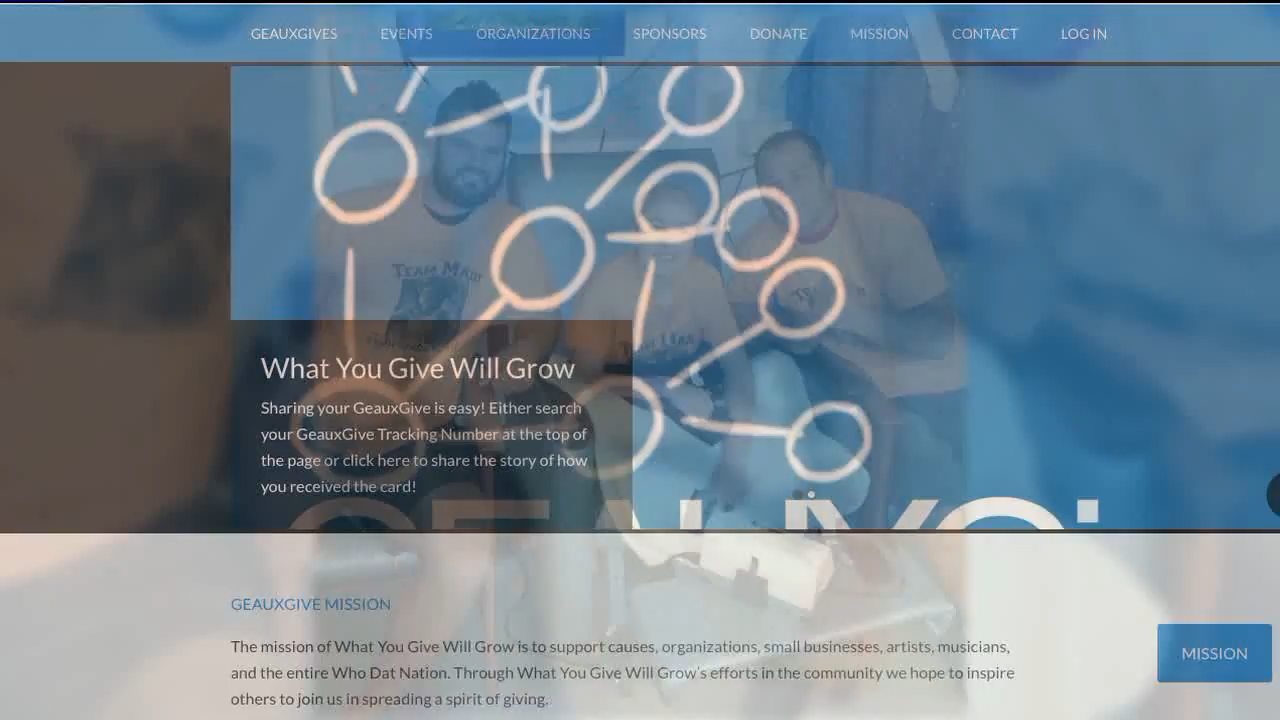 GEAUXGIVES EVENTS ORGANIZATIONS SPONSORS DONATE MISSION CONTACT LOG IN
TEAM
TEAM
What You Give Will Grow
Sharing your GeauxGive is easy! Either search
your GeauxGive Tracking Number at the top of
the page or click here to share the story of how
you received the card!
GEAUXGIVE MISSION
The mission of What You Give Will Grow is to support causes, organizations, small businesses, artists, musicians,
and the entire Who Dat Nation. Through What You Give Will Grow's efforts in the community we hope to inspire
others to join us in spreading a spirit of giving.
MISSION